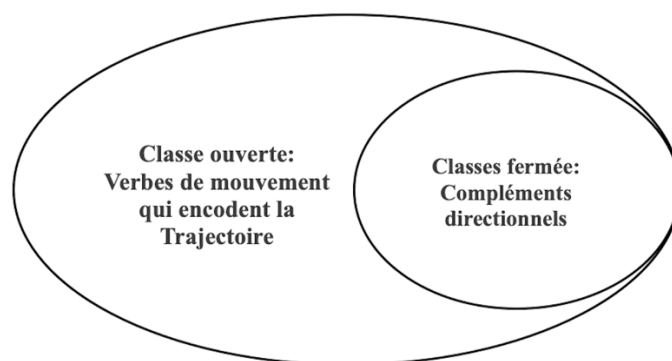 Classe ouverte:
Verbes de mouvement
qui encodent la
Trajectoire
Classes fermée:
Compléments
directionnels